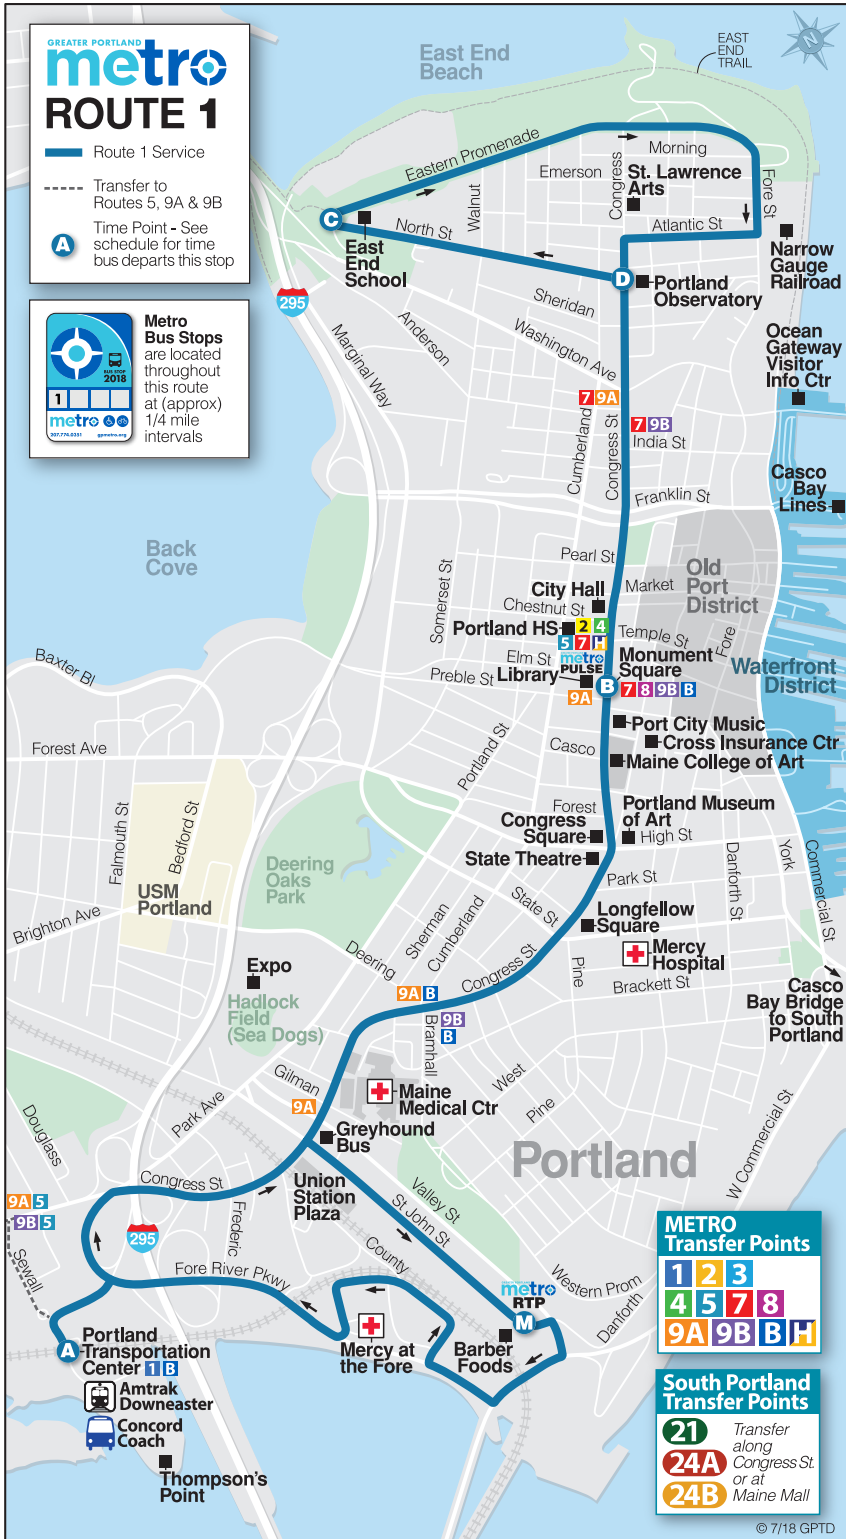 GREATER PORTLAND
metro
ROUTE 1
Route 1 Service
Transfer to
Routes 5, 9A & 9B
A
Time Point - See
schedule for time
bus departs this stop
BUS STOP
2018
1
metro
207.774.0351 gpmetro.org
Metro
Bus Stops
are located
throughout
this route
at (approx)
1/4 mile
intervals
East End
Beach
EAST
END
TRAIL
N
Eastern Promenade
Morning
Emerson
Congress
St. Lawrence
Arts
Walnut
Fore St
Atlantic St
C
North St
East
End
School
D
Portland
Observatory
Narrow
Gauge
Railroad
295
Sheridan
Anderson
Washington Ave
Marginal Way
Ocean
Gateway
Visitor
Info Ctr
7 9A
7 9B
Cumberland
Congress St
India St
Franklin St
Casco
Bay
Lines
Back
Cove
Pearl St
Somerset St
Market
Old
Port
District
City Hall
Chestnut St
Portland HS
2 4
5 7 H
Temple St
Fore
Elm St
metro
PULSE
Monument
Square
Preble St
Library
B
7 8 9B B
9A
Waterfront
District
Baxter Bl
Port City Music
Cross Insurance Ctr
Maine College of Art
Casco
Portland St
Forest Ave
Falmouth St
Bedford St
Forest
Portland Museum
of Art
Congress
Square
High St
State Theatre
Deering
Oaks
Park
USM
Portland
Brighton Ave
Park St
Danforth St
York
Commercial St
State St
Longfellow
Square
Sherman
Cumberland
Deering
Congress St
Mercy
Hospital
Pine
Brackett St
Expo
Hadlock
Field
(Sea Dogs)
9A B
9B
B
Bramhall
Casco
Bay Bridge
to South
Portland
Gilman
9A
Maine
Medical Ctr
West
Pine
Douglass
Park Ave
Greyhound
Bus
Portland
W Commercial St
Congress St
Union
Station
Plaza
Valley St
St John St
9A 5
9B 5
Frederic
295
County
Sewall
Fore River Pkwy
Western Prom
metro
RTP
M
Danforth
A
Portland
Transportation
Center 1 B
Mercy at
the Fore
Barber
Foods
Amtrak
Downeaster
Concord
Coach
Thompson's
Point
METRO
Transfer Points
1 2 3
4 5 7 8
9A 9B B H
South Portland
Transfer Points
21
24A
24B
Transfer
along
Congress St.
or at
Maine Mall
© 7/18 GPTD